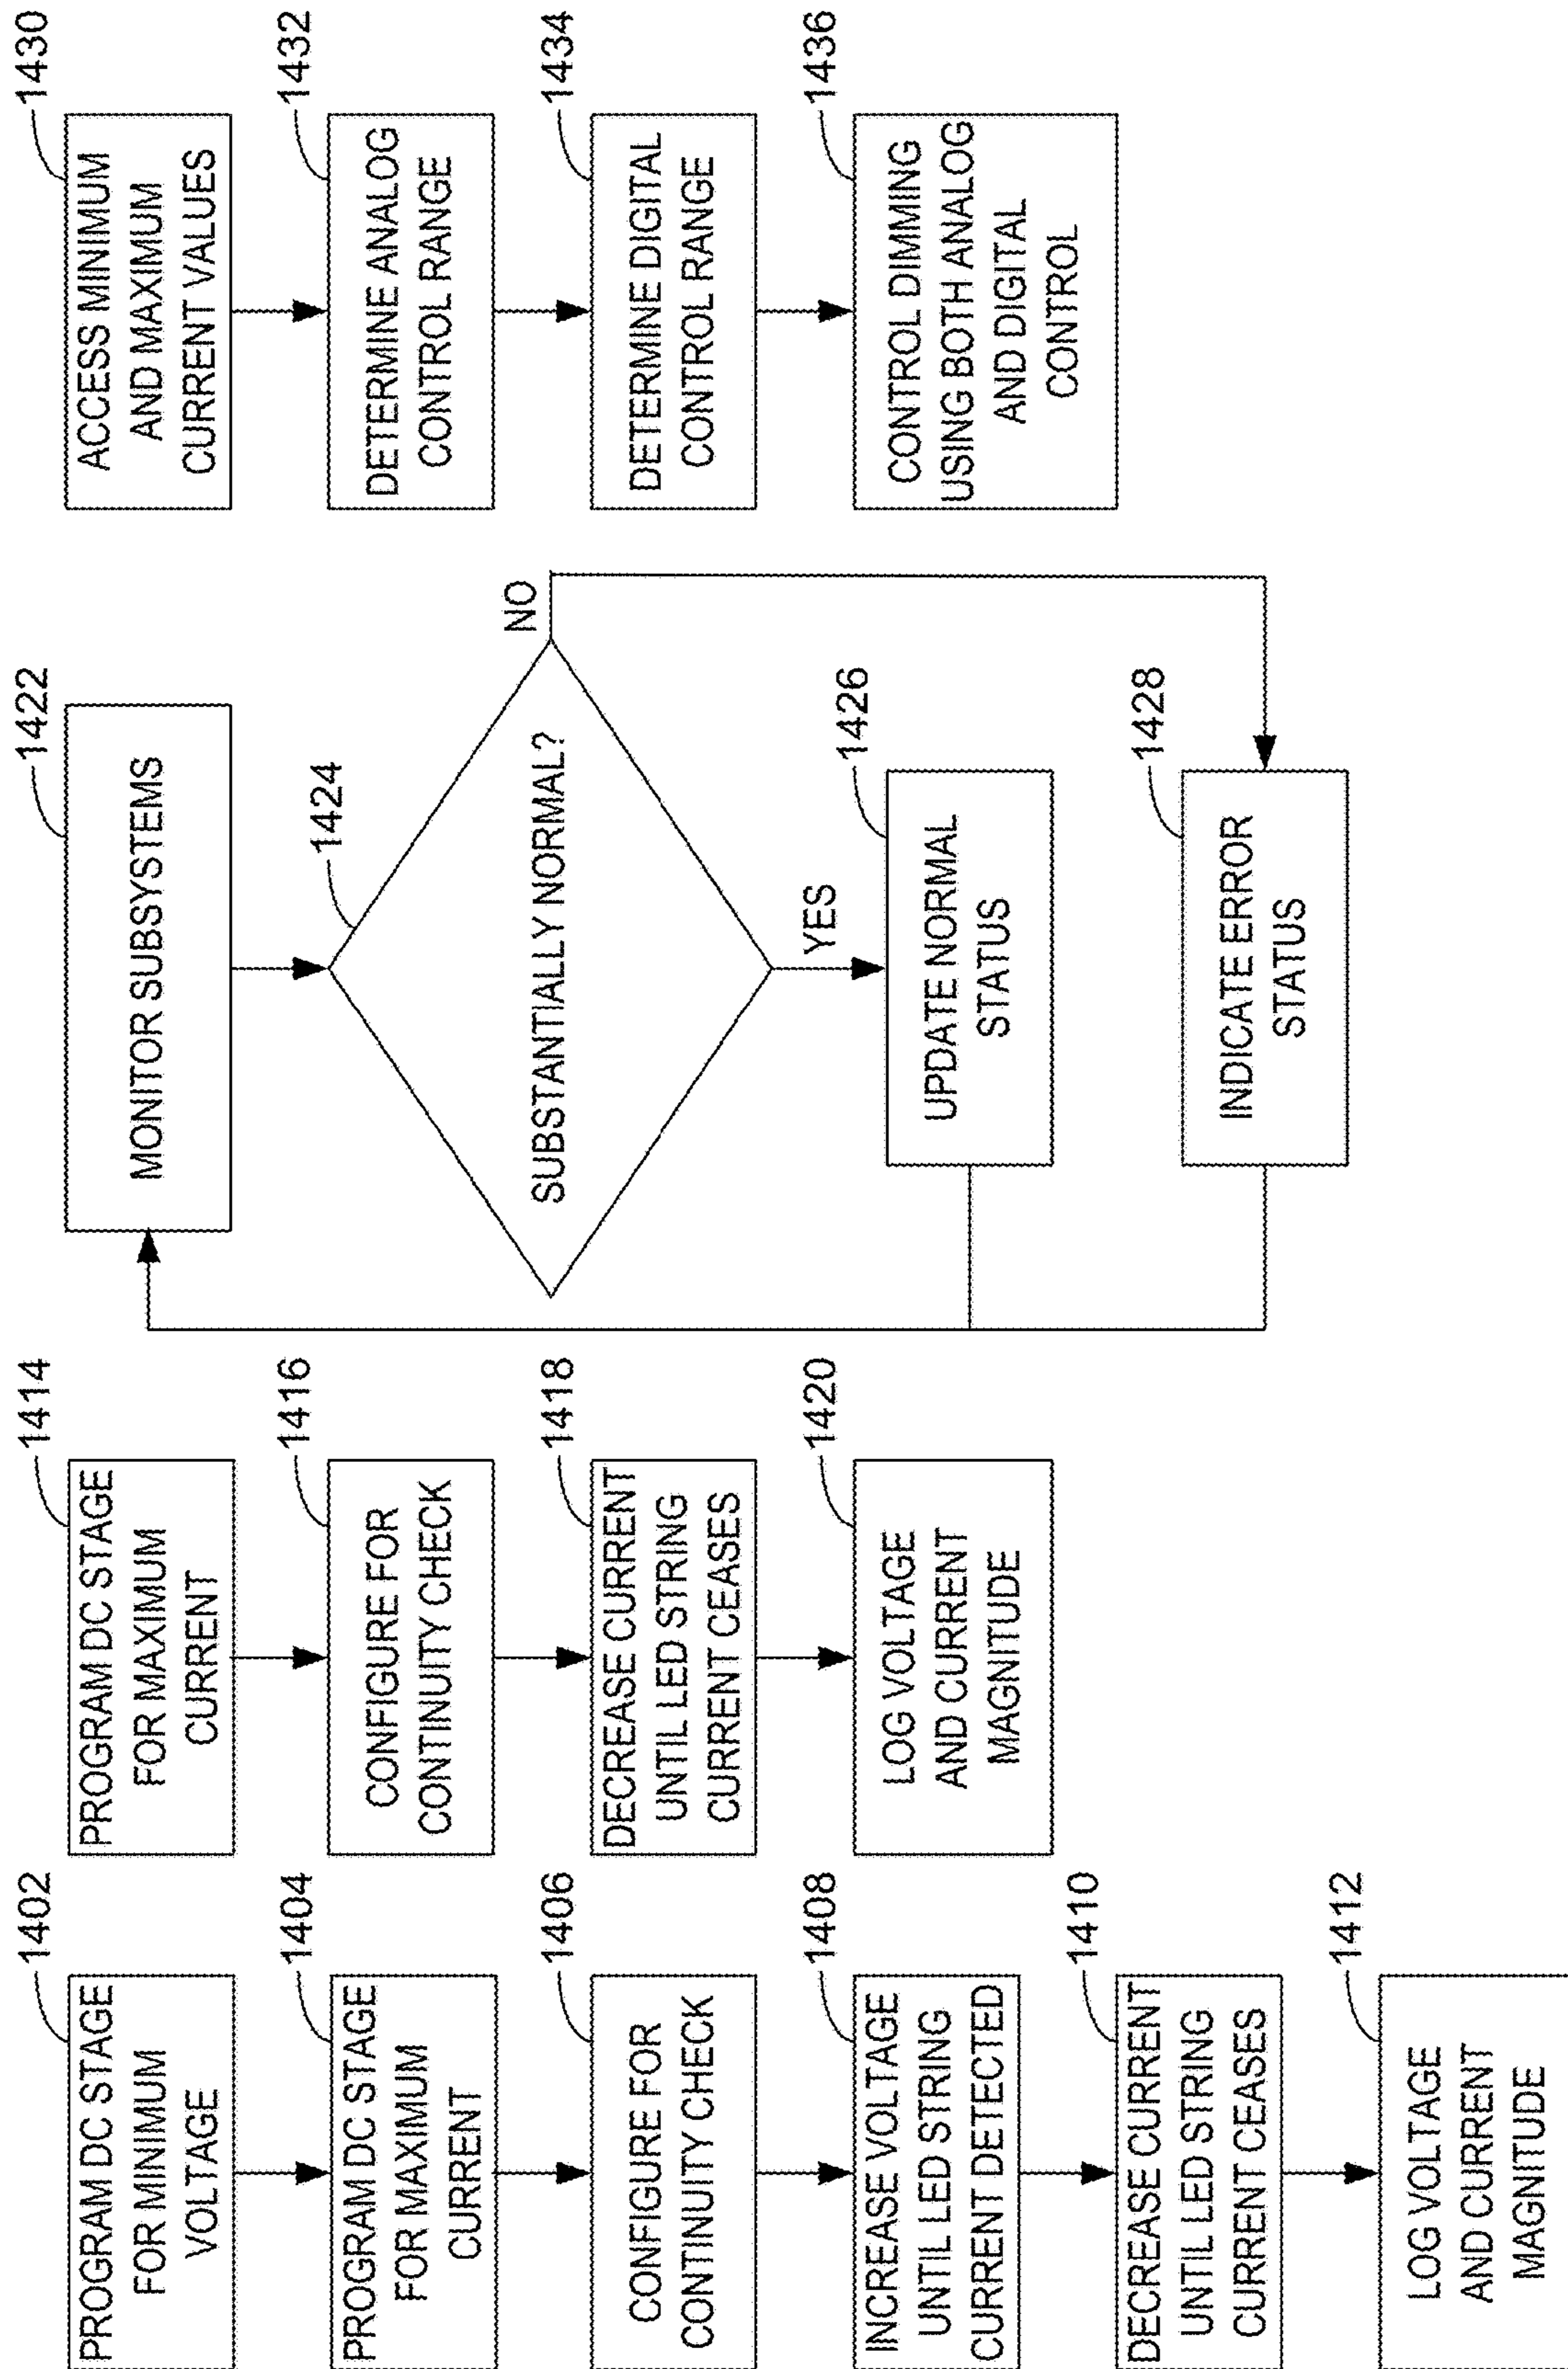 1402
PROGRAM DC STAGE
FOR MINIMUM
VOLTAGE
1404
PROGRAM DC STAGE
FOR MAXIMUM
CURRENT
1406
CONFIGURE FOR
CONTINUITY CHECK
1408
INCREASE VOLTAGE
UNTIL LED STRING
CURRENT DETECTED
1410
DECREASE CURRENT
UNTIL LED STRING
CURRENT CEASES
1412
LOG VOLTAGE
AND CURRENT
MAGNITUDE
1414
PROGRAM DC STAGE
FOR MAXIMUM
CURRENT
1416
CONFIGURE FOR
CONTINUITY CHECK
1418
DECREASE CURRENT
UNTIL LED STRING
CURRENT CEASES
1420
LOG VOLTAGE
AND CURRENT
MAGNITUDE
1422
MONITOR SUBSYSTEMS
1424
SUBSTANTIALLY NORMAL?
NO
YES
1426
UPDATE NORMAL
STATUS
1428
INDICATE ERROR
STATUS
1430
ACCESS MINIMUM
AND MAXIMUM
CURRENT VALUES
1432
DETERMINE ANALOG
CONTROL RANGE
1434
DETERMINE DIGITAL
CONTROL RANGE
1436
CONTROL DIMMING
USING BOTH ANALOG
AND DIGITAL
CONTROL